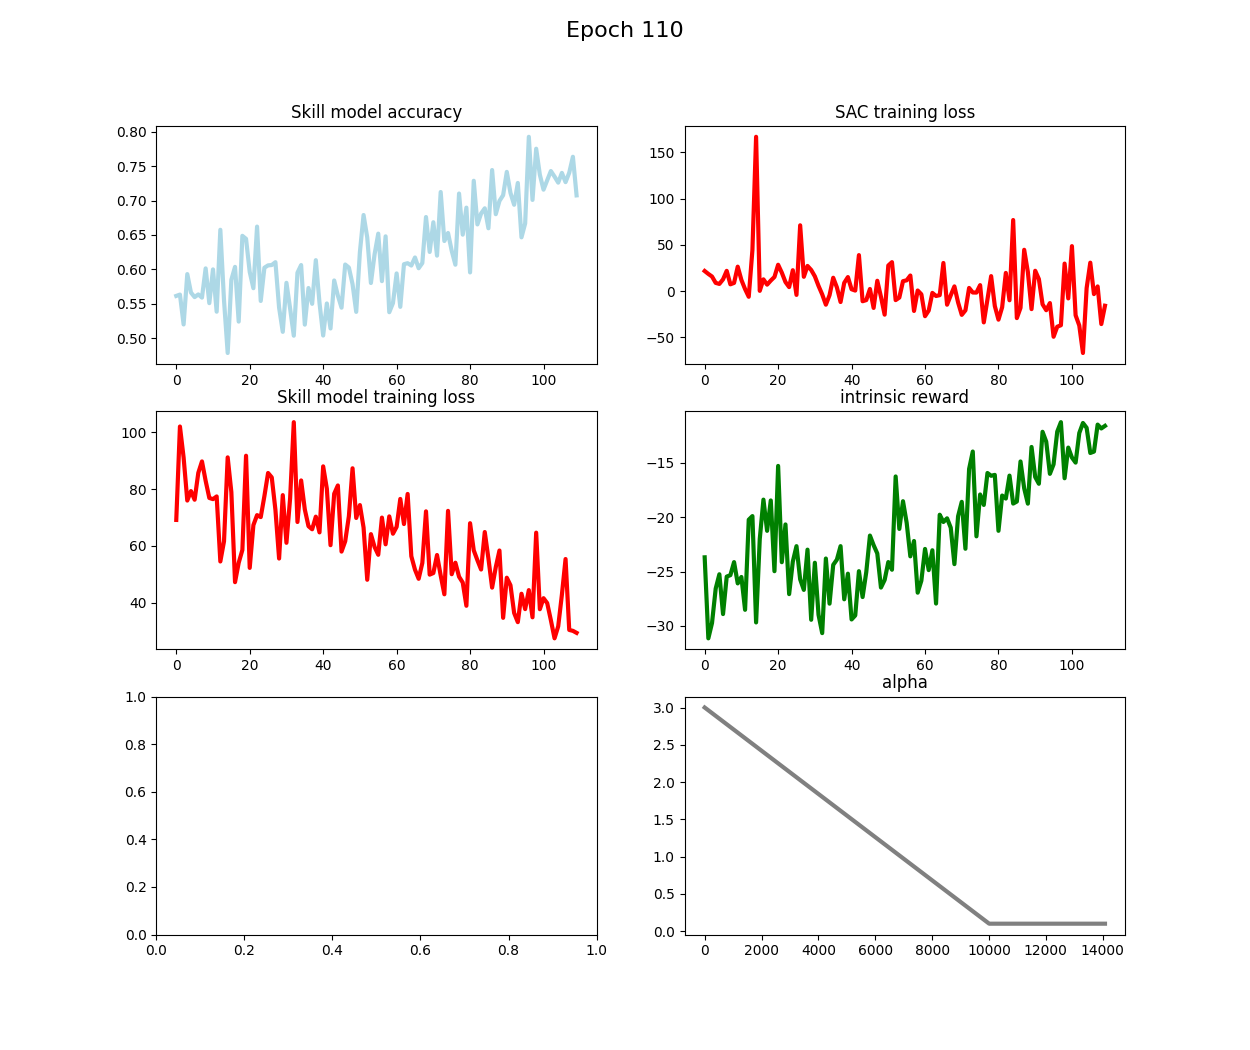 Epoch 110
Skill model accuracy
0.80
0.75
0.70
0.65
0.60
0.55
0.50
0 20 40 60 80 100
SAC training loss
150
100
50
0
−50
0 20 40 60 80 100
Skill model training loss
100
80
60
40
0 20 40 60 80 100
intrinsic reward
−15
−20
−25
−30
0 20 40 60 80 100
1.0
0.8
0.6
0.4
0.2
0.0
0.0 0.2 0.4 0.6 0.8 1.0
alpha
3.0
2.5
2.0
1.5
1.0
0.5
0.0
0 2000 4000 6000 8000 10000 12000 14000